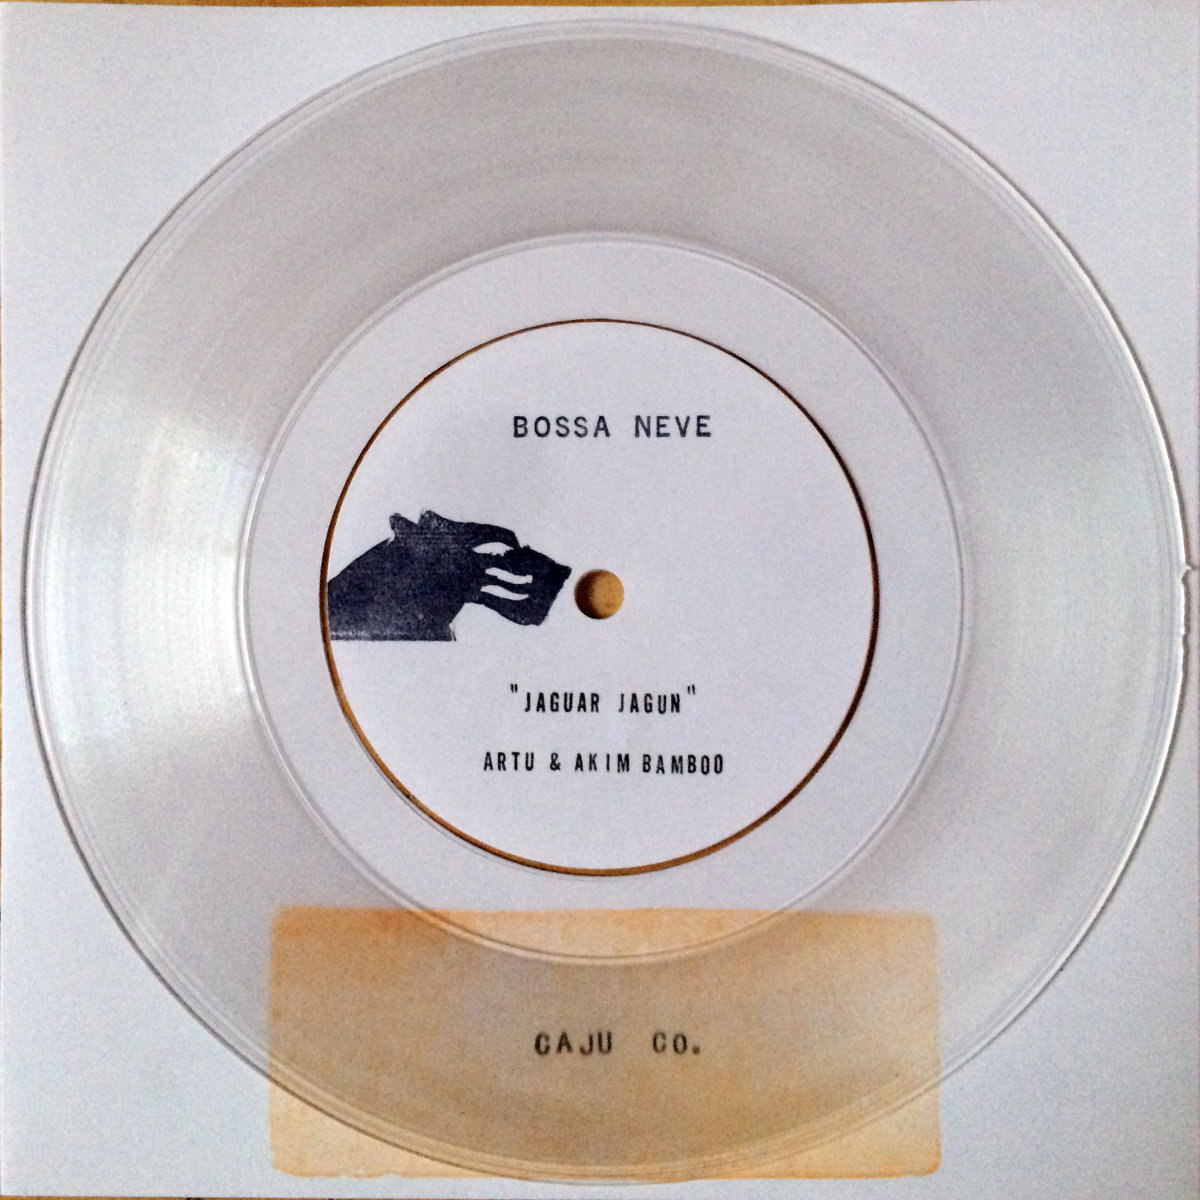 BOSSA NEVE
"JAGUAR JAGUN"
ARTU & AKIM BAMBOO
CAJU CO.